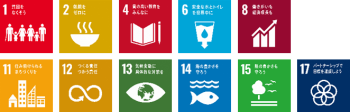 1 貧困を
なくそう
2 飢餓を
ゼロに
4 質の高い教育を
みんなに
6 安全な水とトイレ
を世界中に
8 働きがいも
経済成長も
11 住み続けられる
まちづくりを
12 つくる責任
つかう責任
13 気候変動に
具体的な対策を
14 海の豊かさを
守ろう
15 陸の豊かさも
守ろう
17 パートナーシップで
目標を達成しよう